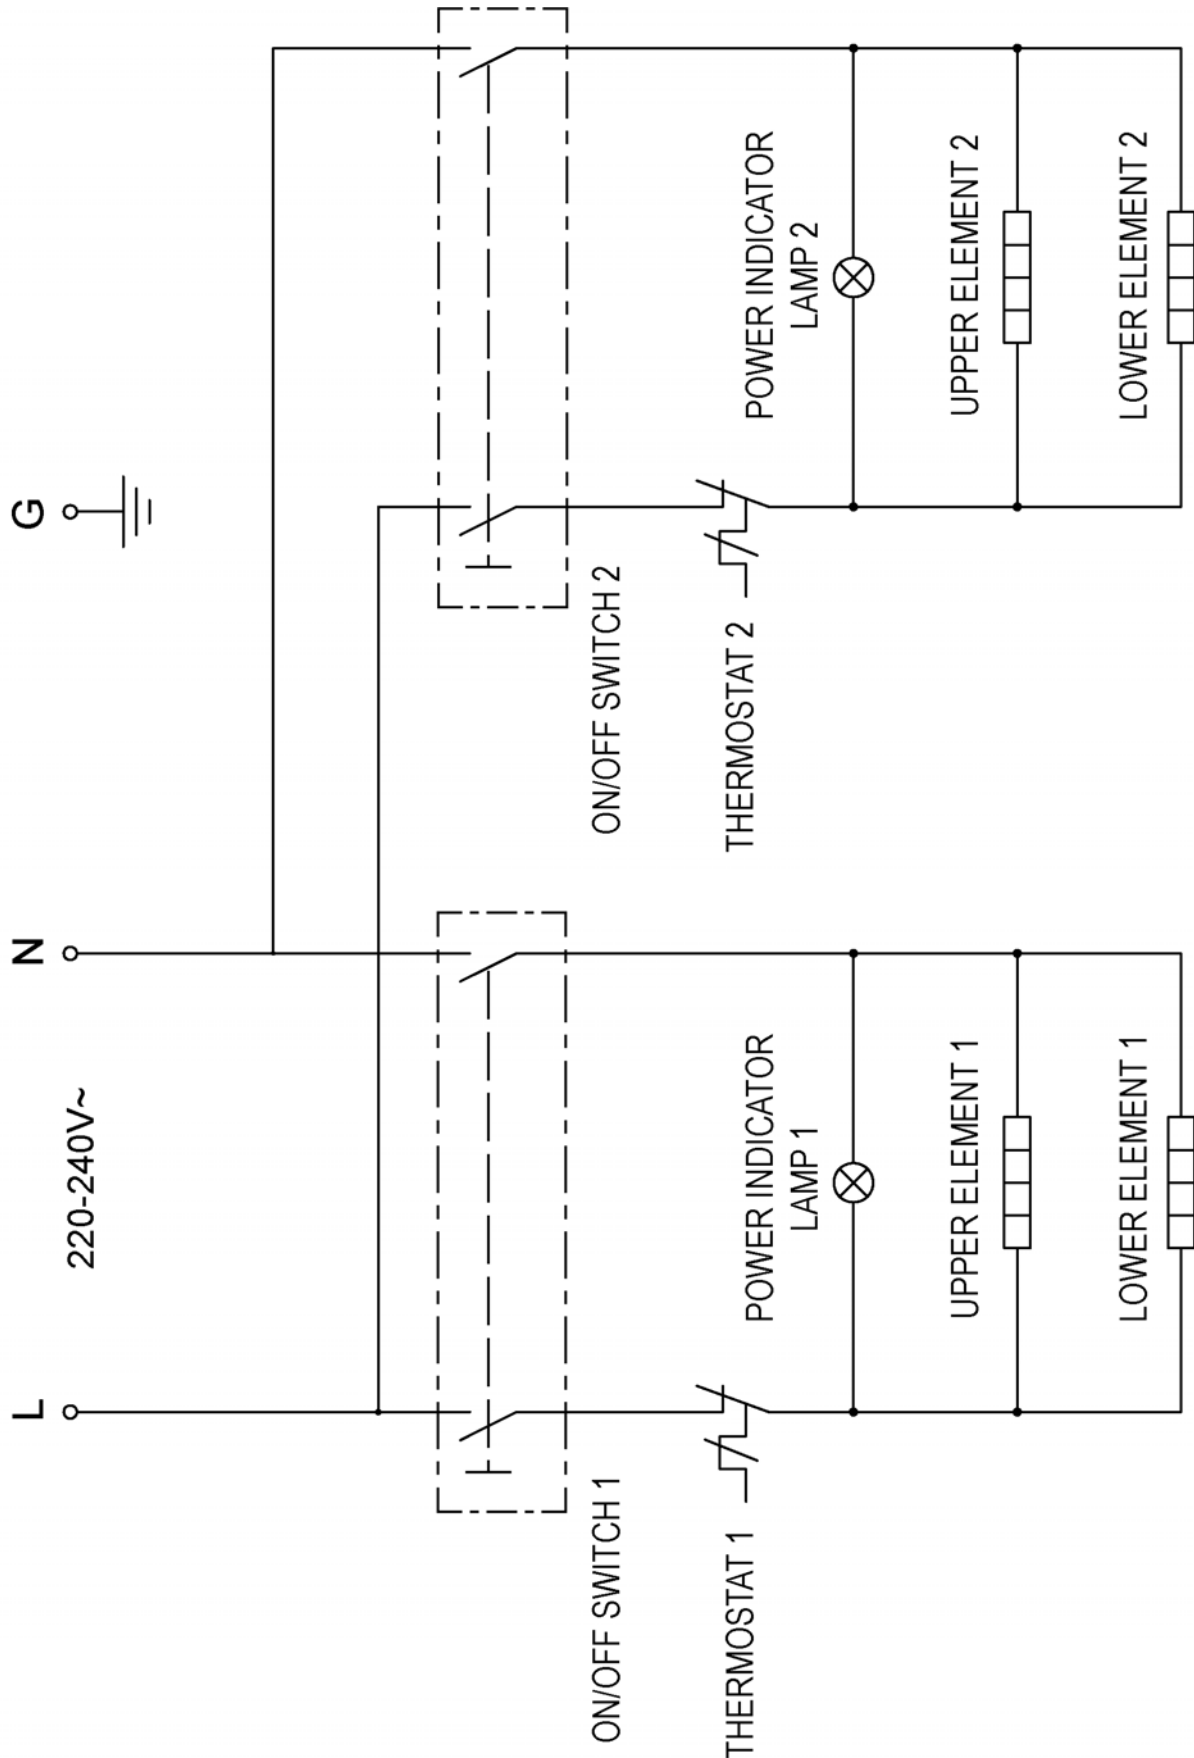 L
220-240V~
N
G
ON/OFF SWITCH 1
THERMOSTAT 1
POWER INDICATOR
LAMP 1
UPPER ELEMENT 1
LOWER ELEMENT 1
ON/OFF SWITCH 2
THERMOSTAT 2
POWER INDICATOR
LAMP 2
UPPER ELEMENT 2
LOWER ELEMENT 2